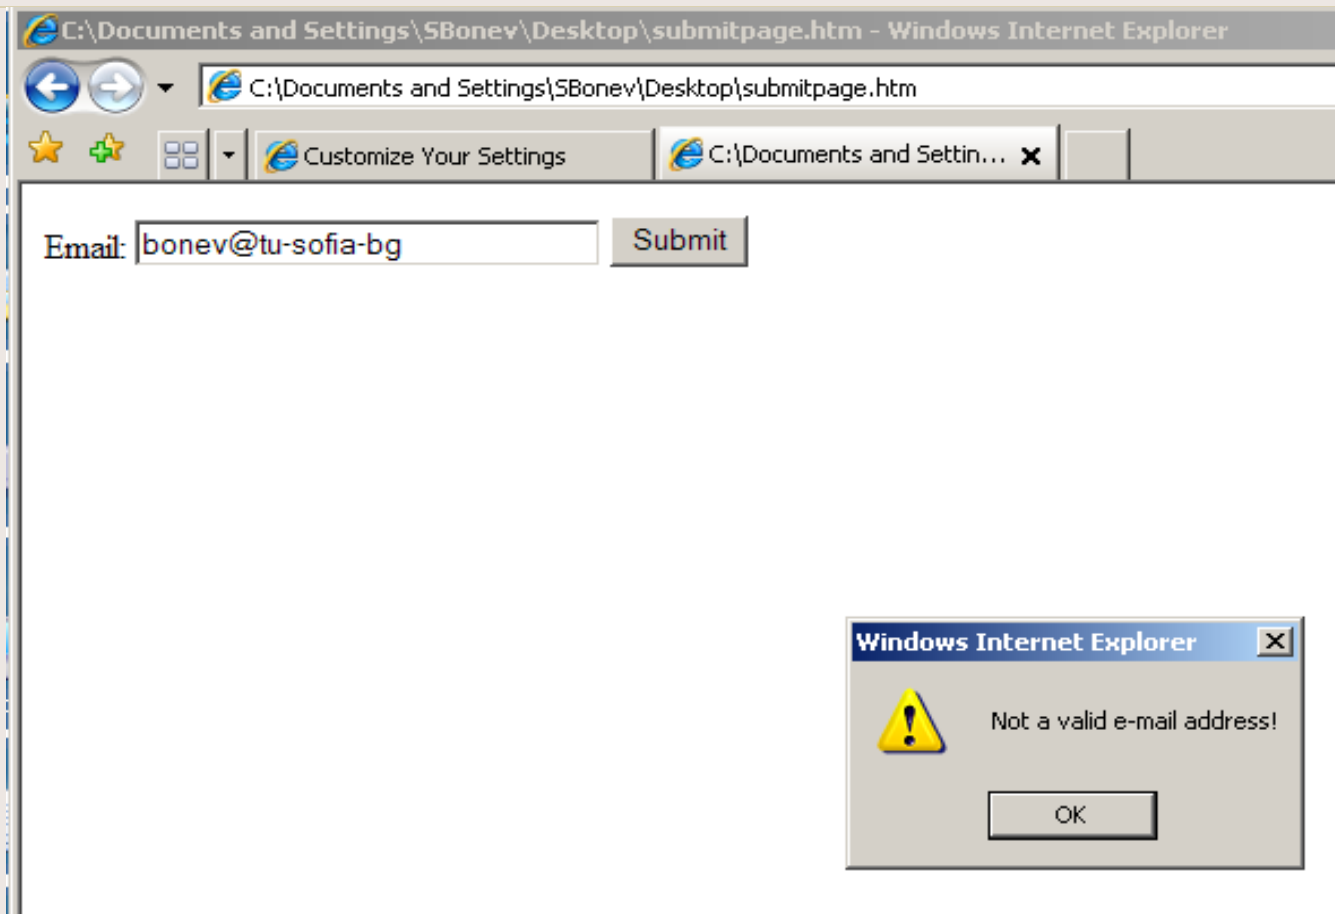 C:\Documents and Settings\SBonev\Desktop\submitpage.htm - Windows Internet Explorer
C:\Documents and Settings\SBonev\Desktop\submitpage.htm
Customize Your Settings C:\Documents and Settin...
Email: bonev@tu-sofia-bg Submit
Windows Internet Explorer
Not a valid e-mail address!
OK